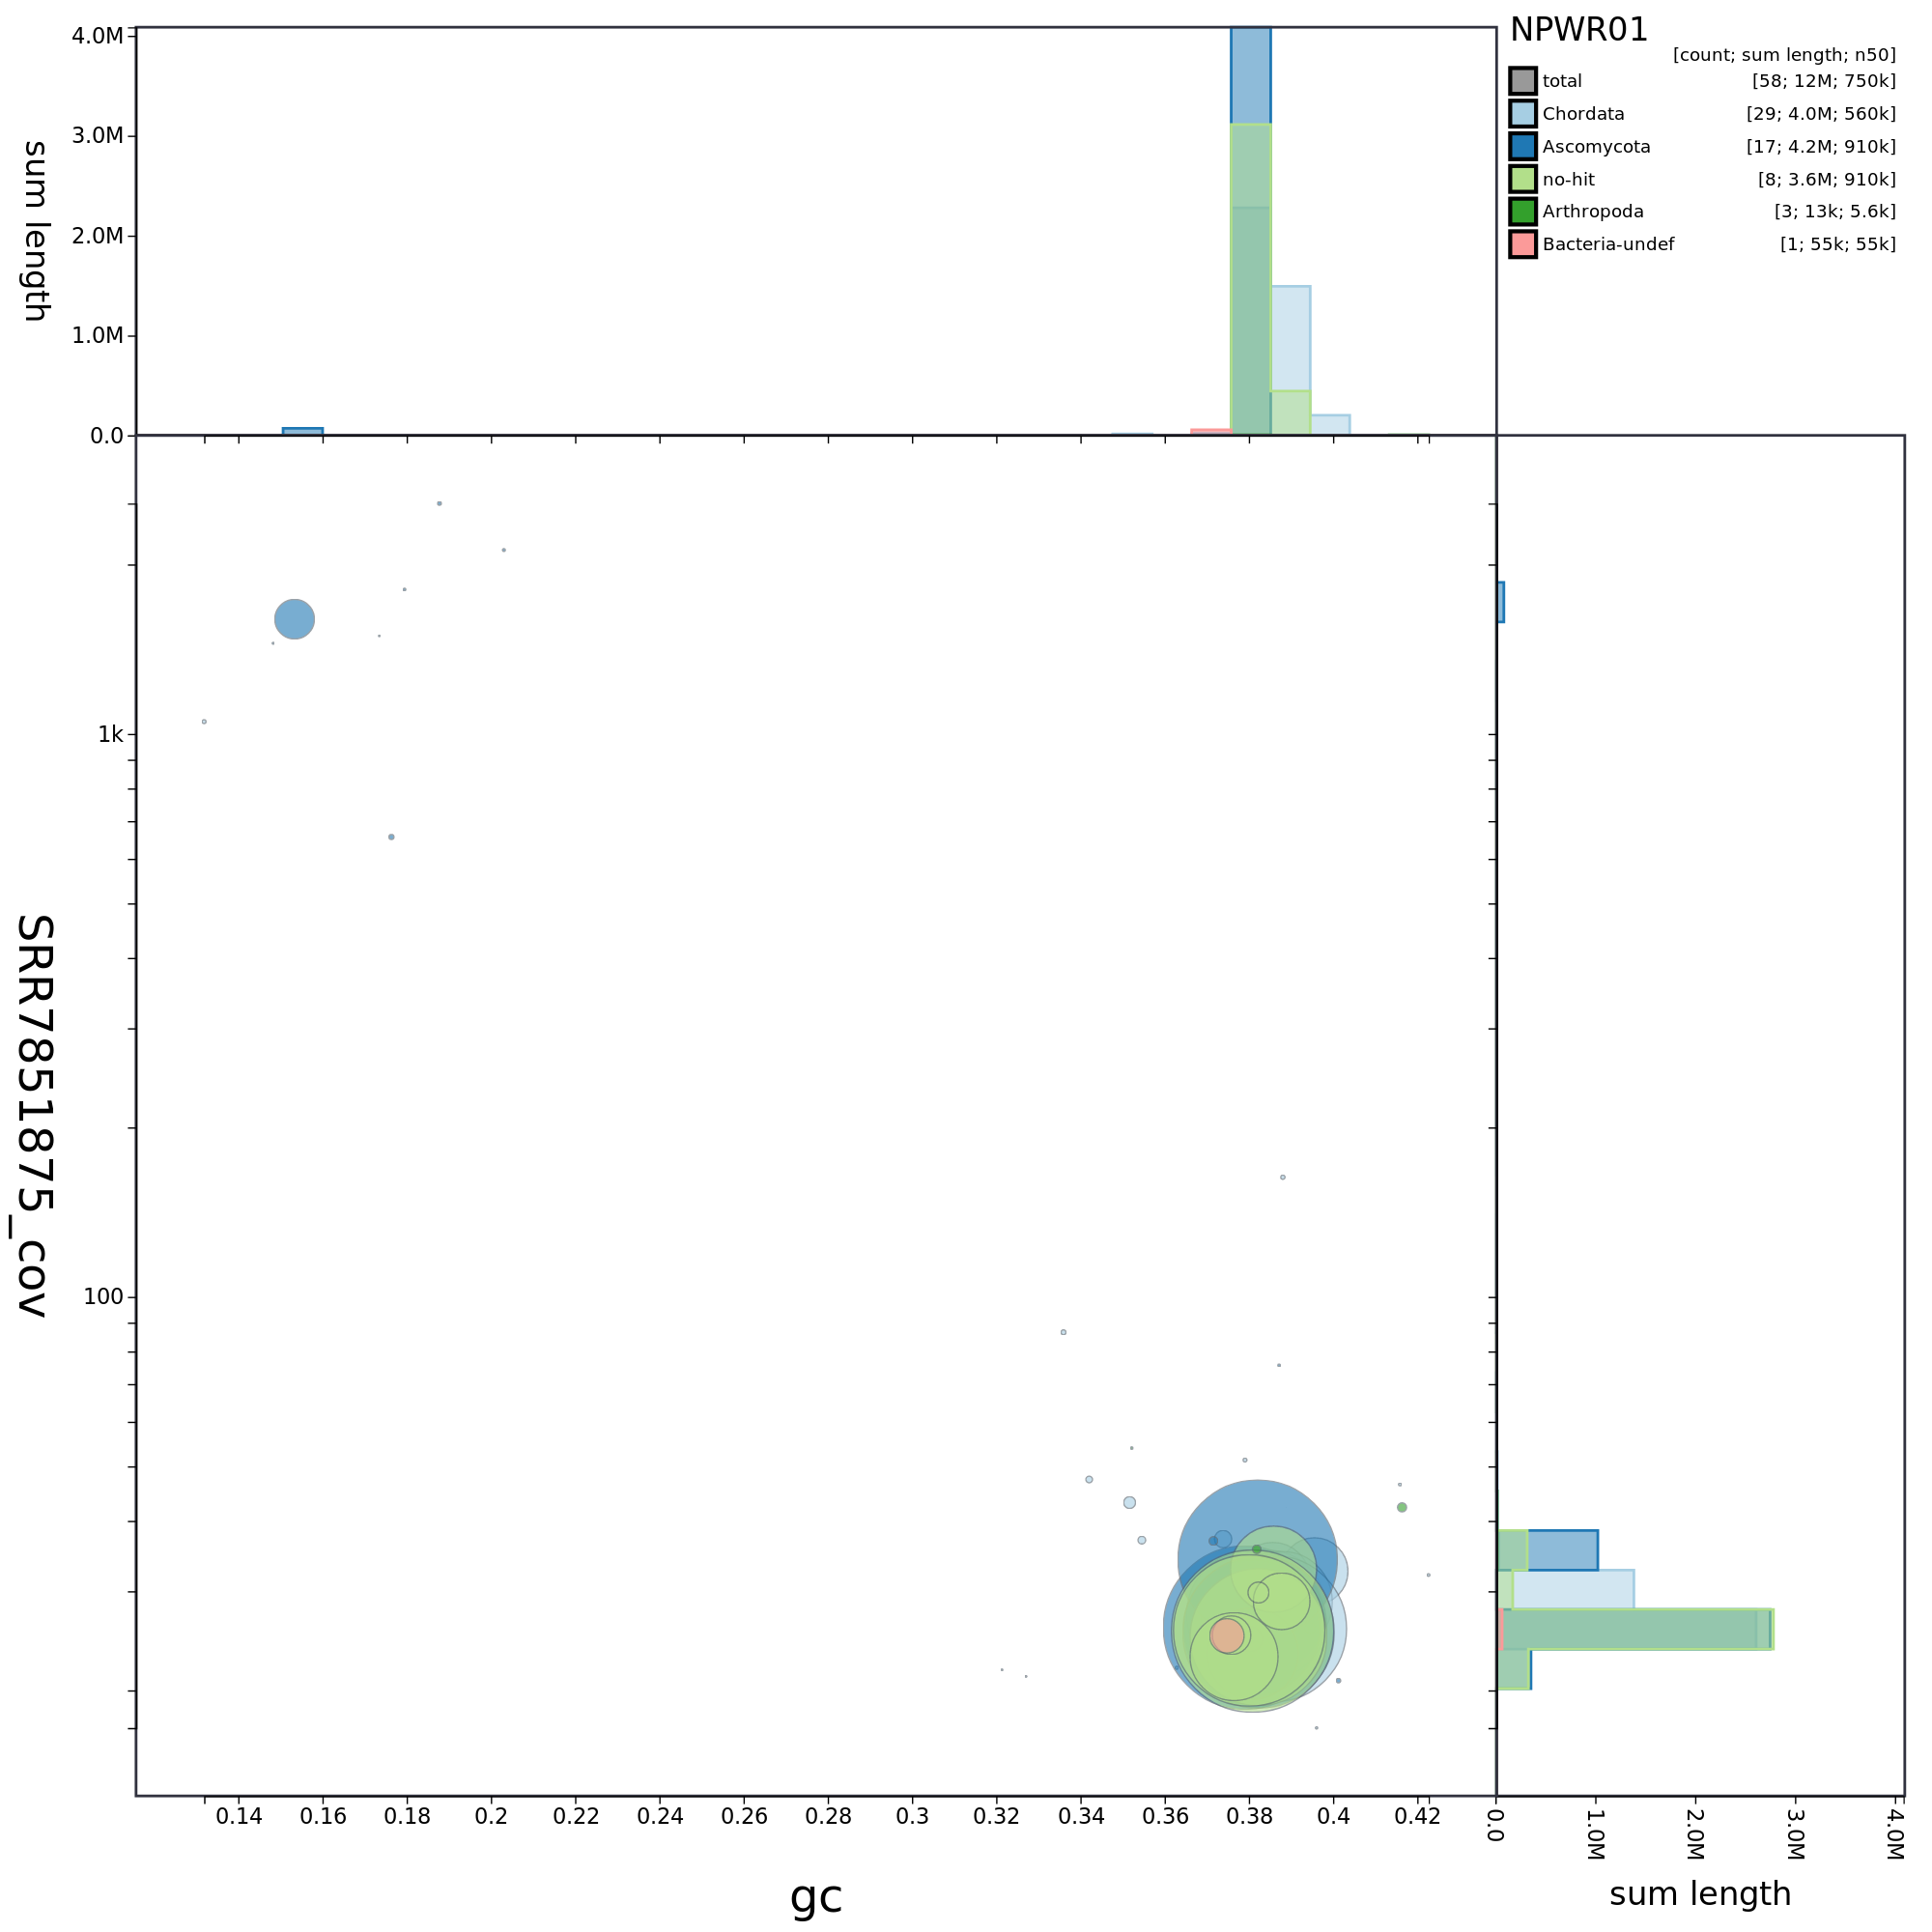 NPWR01
[count; sum length; n50]
total [58; 12M; 750k]
Chordata [29; 4.0M; 560k]
Ascomycota [17; 4.2M; 910k]
no-hit [8; 3.6M; 910k]
Arthropoda [3; 13k; 5.6k]
Bacteria-undef [1; 55k; 55k]
sum length
4.0M
3.0M
2.0M
1.0M
0.0
SRR7851875_cov
1k
100
0.14 0.16 0.18 0.2 0.22 0.24 0.26 0.28 0.3 0.32 0.34 0.36 0.38 0.4 0.42
gc
0.0 1.0M 2.0M 3.0M 4.0M
sum length